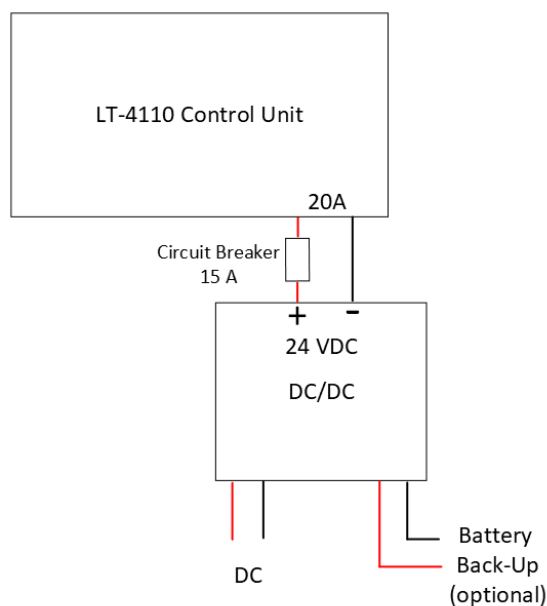 LT-4110 Control Unit
20A
Circuit Breaker
15 A
+ -
24 VDC
DC/DC
Battery
Back-Up
(optional)
DC